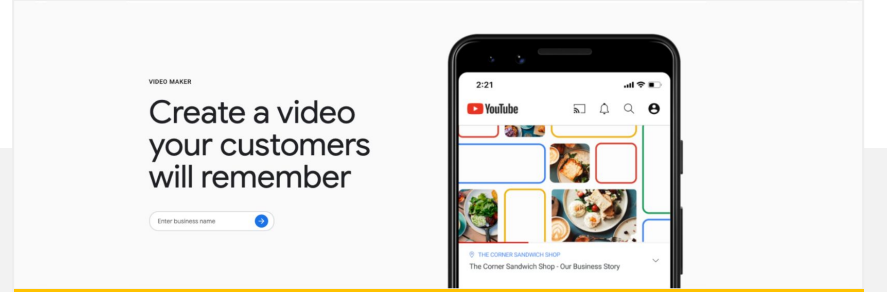 VIDEO MAKER
Create a video
your customers
will remember
Enter business name
2:21
YouTube
THE CORNER SANDWICH SHOP
The Corner Sandwich Shop - Our Business Story